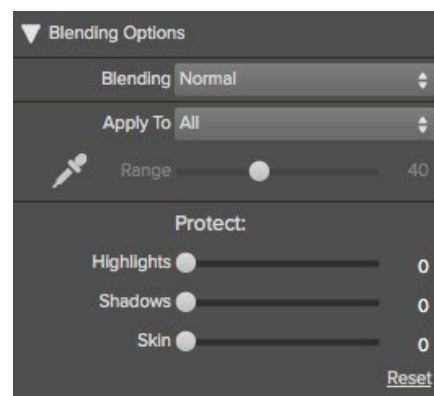 Blending Options
Blending Normal
Apply To All
Range 40
Protect:
Highlights 0
Shadows 0
Skin 0
Reset